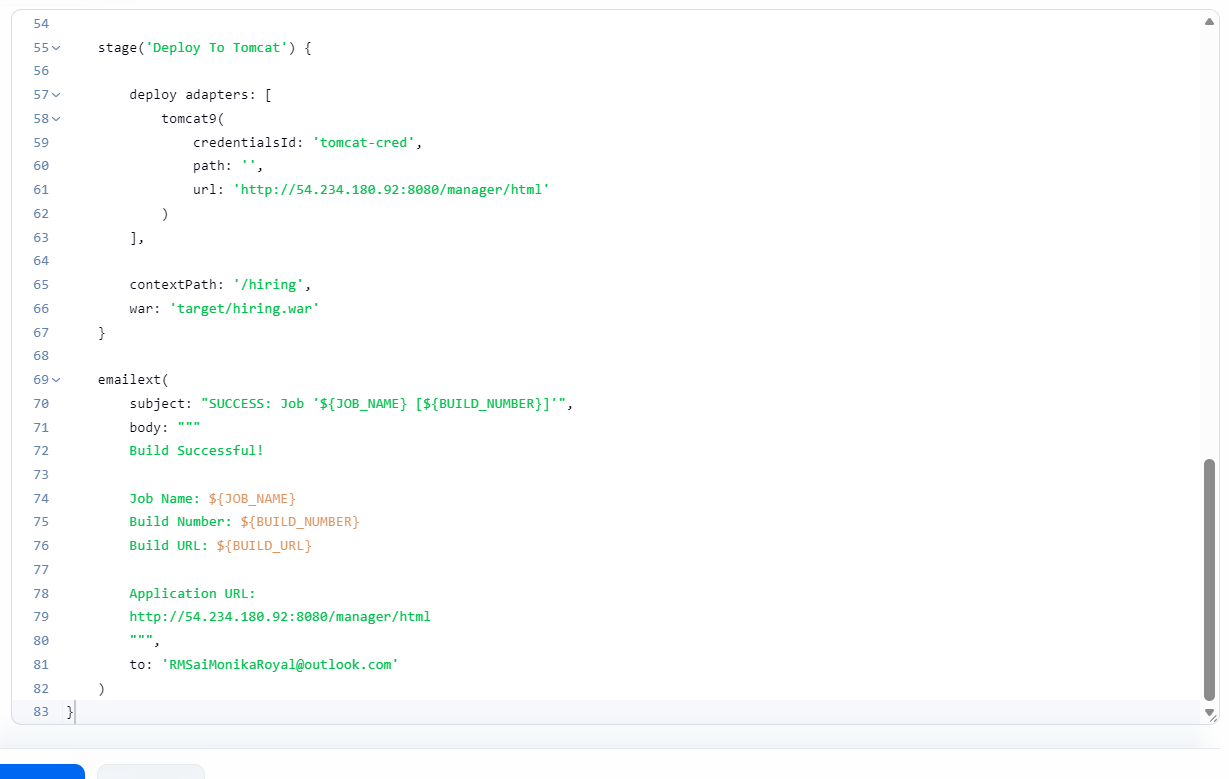 54
55 stage('Deploy To Tomcat') {
56
57 deploy adapters: [
58 tomcat9(
59 credentialsId: 'tomcat-cred',
60 path: '',
61 url: 'http://54.234.180.92:8080/manager/html'
62 )
63 ],
64
65 contextPath: '/hiring',
66 war: 'target/hiring.war'
67 }
68
69 emailext(
70 subject: "SUCCESS: Job '${JOB_NAME} [${BUILD_NUMBER}]'",
71 body: """
72 Build Successful!
73
74 Job Name: ${JOB_NAME}
75 Build Number: ${BUILD_NUMBER}
76 Build URL: ${BUILD_URL}
77
78 Application URL:
79 http://54.234.180.92:8080/manager/html
80 """,
81 to: 'RMSaiMonikaRoyal@outlook.com'
82 )
83 }